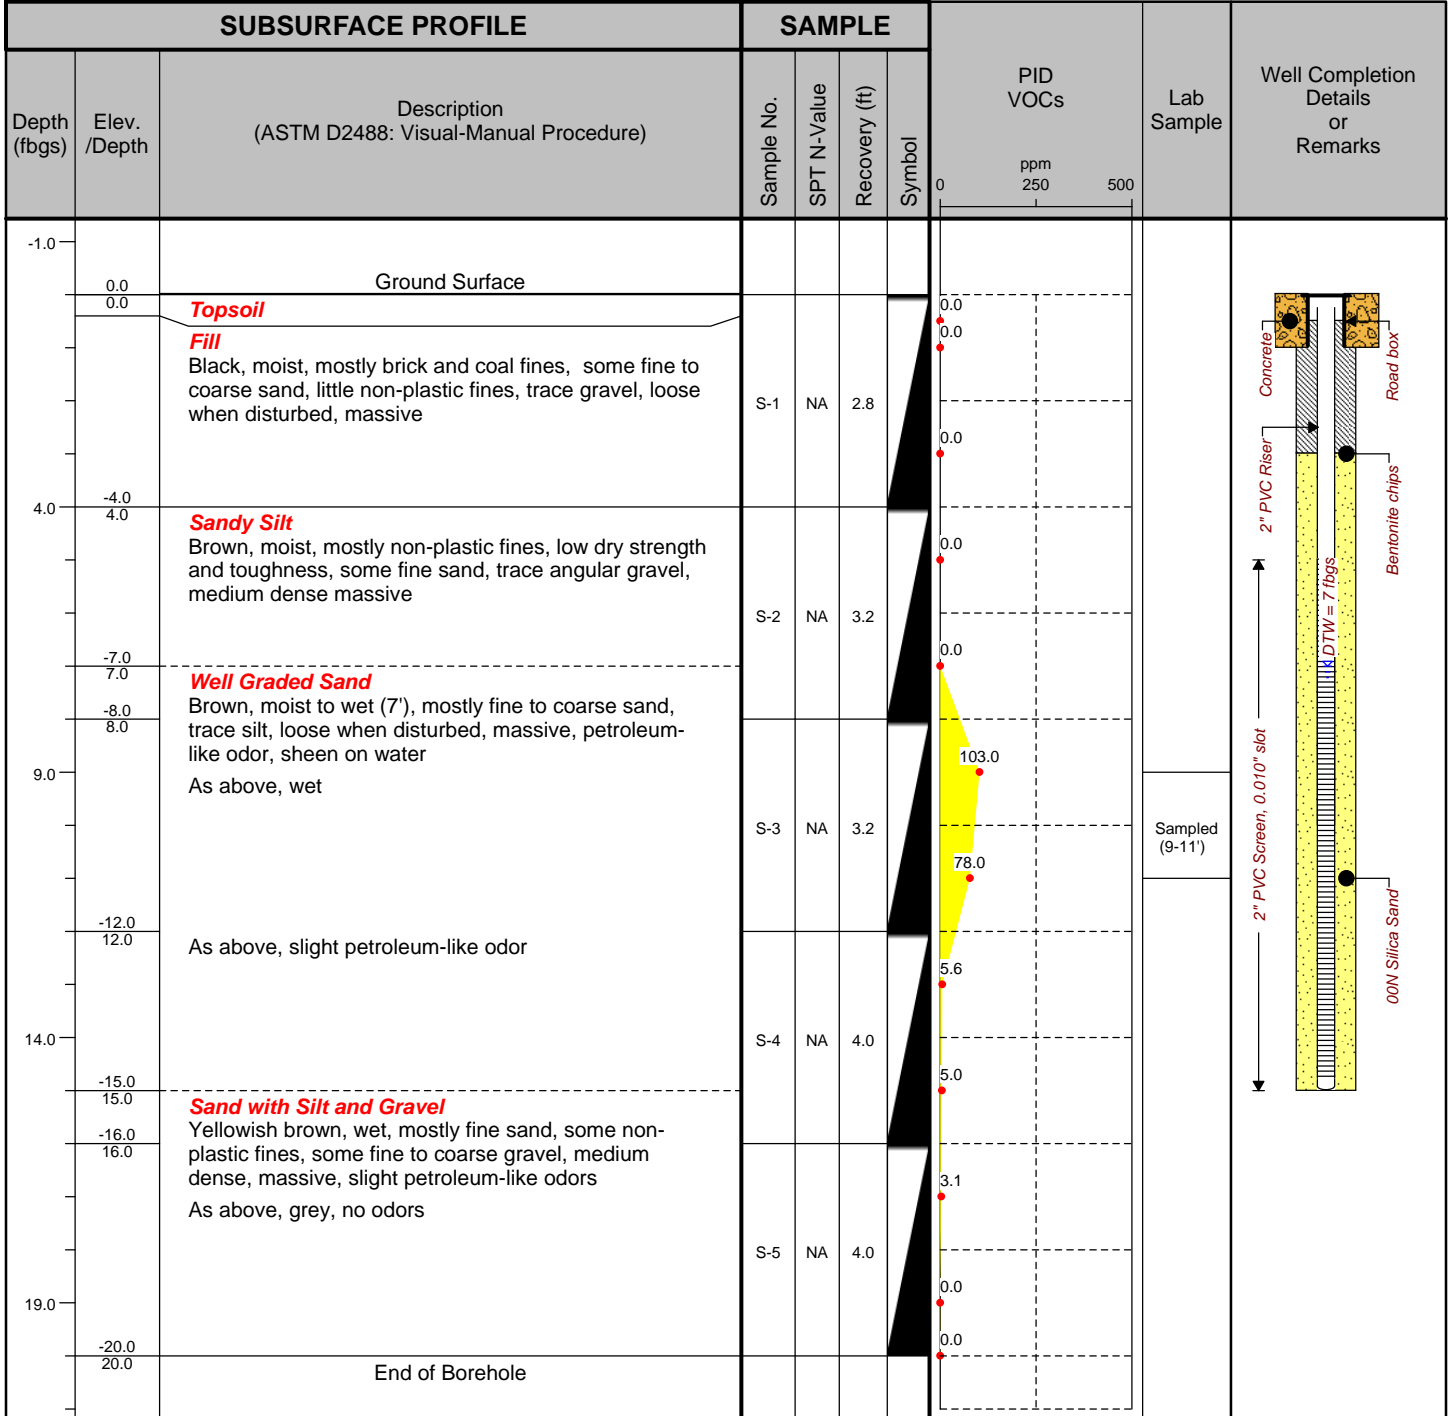 SUBSURFACE PROFILE
SAMPLE
Depth
(fbgs)
Elev.
/Depth
Description
(ASTM D2488: Visual-Manual Procedure)
Sample No.
SPT N-Value
Recovery (ft)
Symbol
PID
VOCs
ppm
0 250 500
Lab
Sample
Well Completion
Details
or
Remarks
-1.0
0.0
Ground Surface
0.0
Topsoil
0.0
Fill
0.0
Black, moist, mostly brick and coal fines, some fine to
coarse sand, little non-plastic fines, trace gravel, loose
when disturbed, massive
S-1 NA 2.8
0.0
Concrete
Road box
2" PVC Riser
Bentonite chips
-4.0
4.0
4.0
Sandy Silt
Brown, moist, mostly non-plastic fines, low dry strength
and toughness, some fine sand, trace angular gravel,
medium dense massive
0.0
S-2 NA 3.2
0.0
DTW = 7 fbgs
-7.0
7.0
Well Graded Sand
Brown, moist to wet (7'), mostly fine to coarse sand,
trace silt, loose when disturbed, massive, petroleum-
like odor, sheen on water
-8.0
8.0
9.0
As above, wet
103.0
S-3 NA 3.2
Sampled
(9-11')
78.0
2" PVC Screen, 0.010" slot
00N Silica Sand
-12.0
12.0
As above, slight petroleum-like odor
5.6
14.0
S-4 NA 4.0
5.0
-15.0
15.0
Sand with Silt and Gravel
Yellowish brown, wet, mostly fine sand, some non-
plastic fines, some fine to coarse gravel, medium
dense, massive, slight petroleum-like odors
-16.0
16.0
3.1
As above, grey, no odors
S-5 NA 4.0
0.0
19.0
0.0
-20.0
20.0
End of Borehole